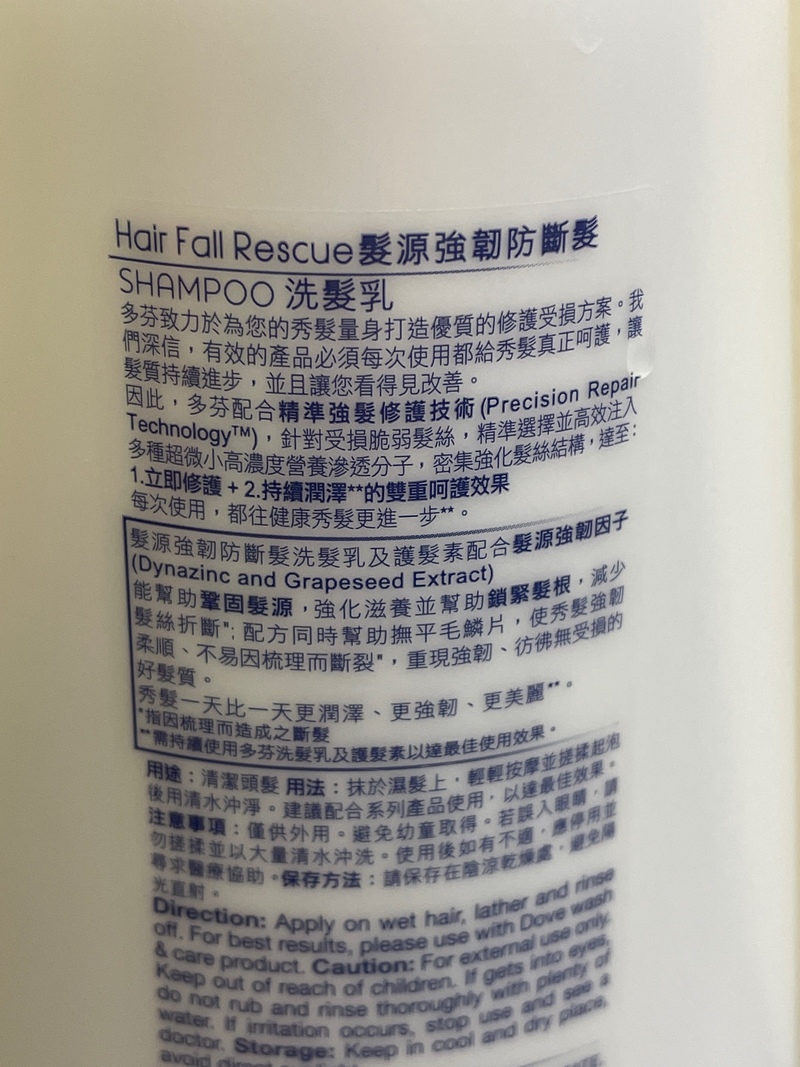 Hair Fall Rescue髮源強韌防斷髮
SHAMPOO 洗髮乳
多芬致力於為您的秀髮量身打造優質的修護受損方案。我
們深信，有效的產品必須每次使用都給秀髮真正呵護，讓
髮質持續進步，並且讓您看得見改善。
因此，多芬配合精準強髮修護技術(Precision Repair
Technology™)，針對受損脆弱髮絲，精準選擇並高效注入
多種超微小高濃度營養滲透分子，密集強化髮絲結構，達至：
1.立即修護 + 2.持續潤澤**的雙重呵護效果
每次使用，都往健康秀髮更進一步**。
髮源強韌防斷髮洗髮乳及護髮素配合髮源強韌因子
(Dynazinc and Grapeseed Extract)
能幫助鞏固髮源，強化滋養並幫助鎖緊髮根，減少
髮絲折斷*；配方同時幫助撫平毛鱗片，使秀髮強韌
柔順、不易因梳理而斷裂*，重現強韌、彷彿無受損的
好髮質。
秀髮一天比一天更潤澤、更強韌、更美麗**。
*指因梳理而造成之斷髮
**需持續使用多芬洗髮乳及護髮素以達最佳使用效果。
用途：清潔頭髮 用法：抹於濕髮上，輕輕按摩並搓揉起泡
後用清水沖淨。建議配合系列產品使用，以達最佳效果。
注意事項：僅供外用。避免幼童取得。若誤入眼睛，請
勿搓揉並以大量清水沖洗。使用後如有不適，應停用並
尋求醫療協助。保存方法：請保存在陰涼乾燥處，避免陽
光直射。
Direction: Apply on wet hair, lather and rinse
off. For best results, please use with Dove wash
& care product. Caution: For external use only.
Keep out of reach of children. If gets into eyes,
do not rub and rinse thoroughly with plenty of
water. If irritation occurs, stop use and see a
doctor. Storage: Keep in cool and dry place,
avoid direct